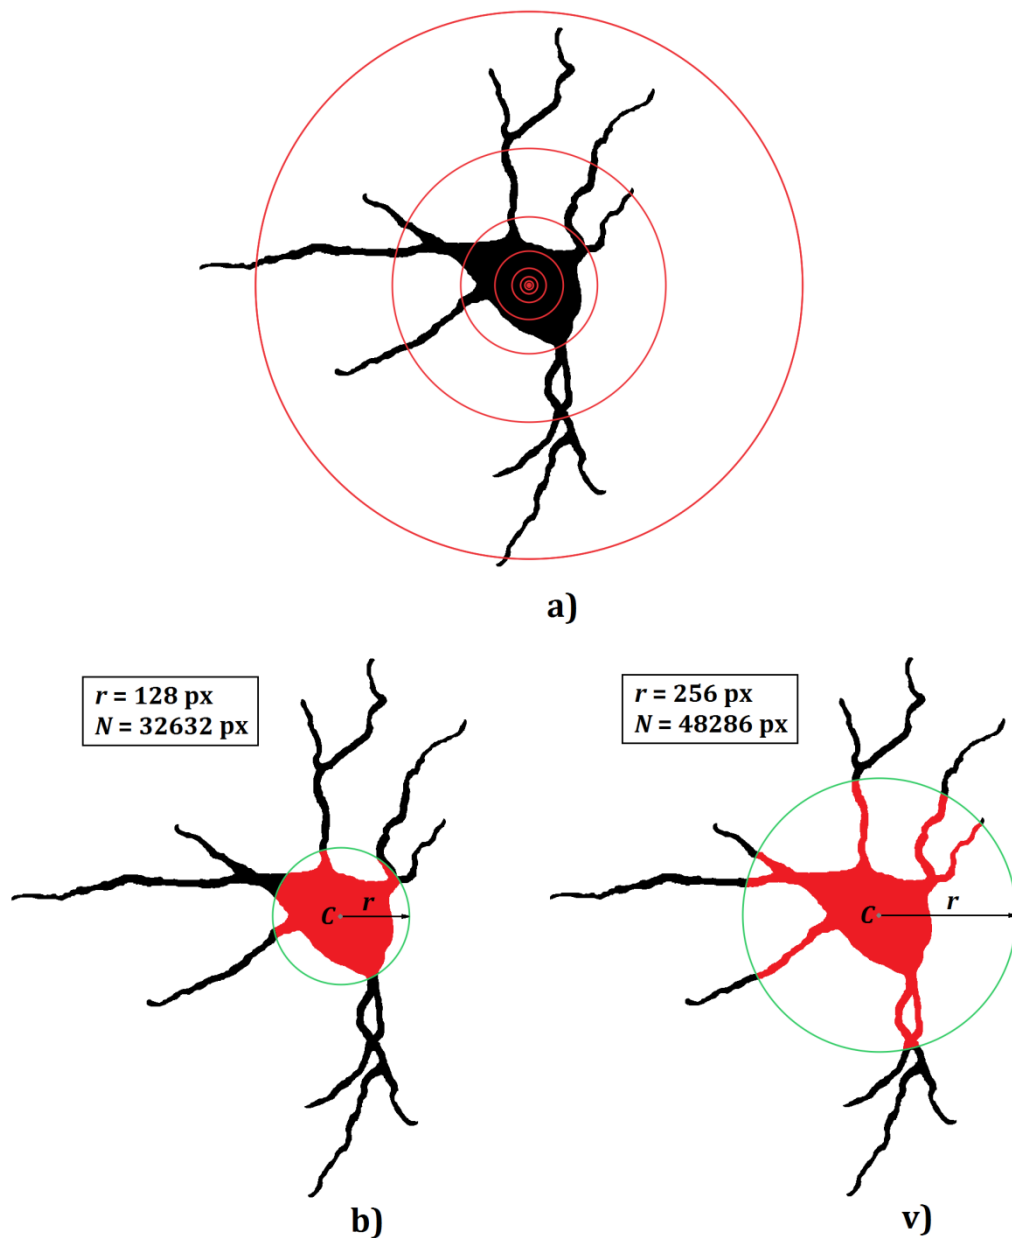 a)
r = 128 px
N = 32632 px
r = 256 px
N = 48286 px
C r
C r
b)
v)